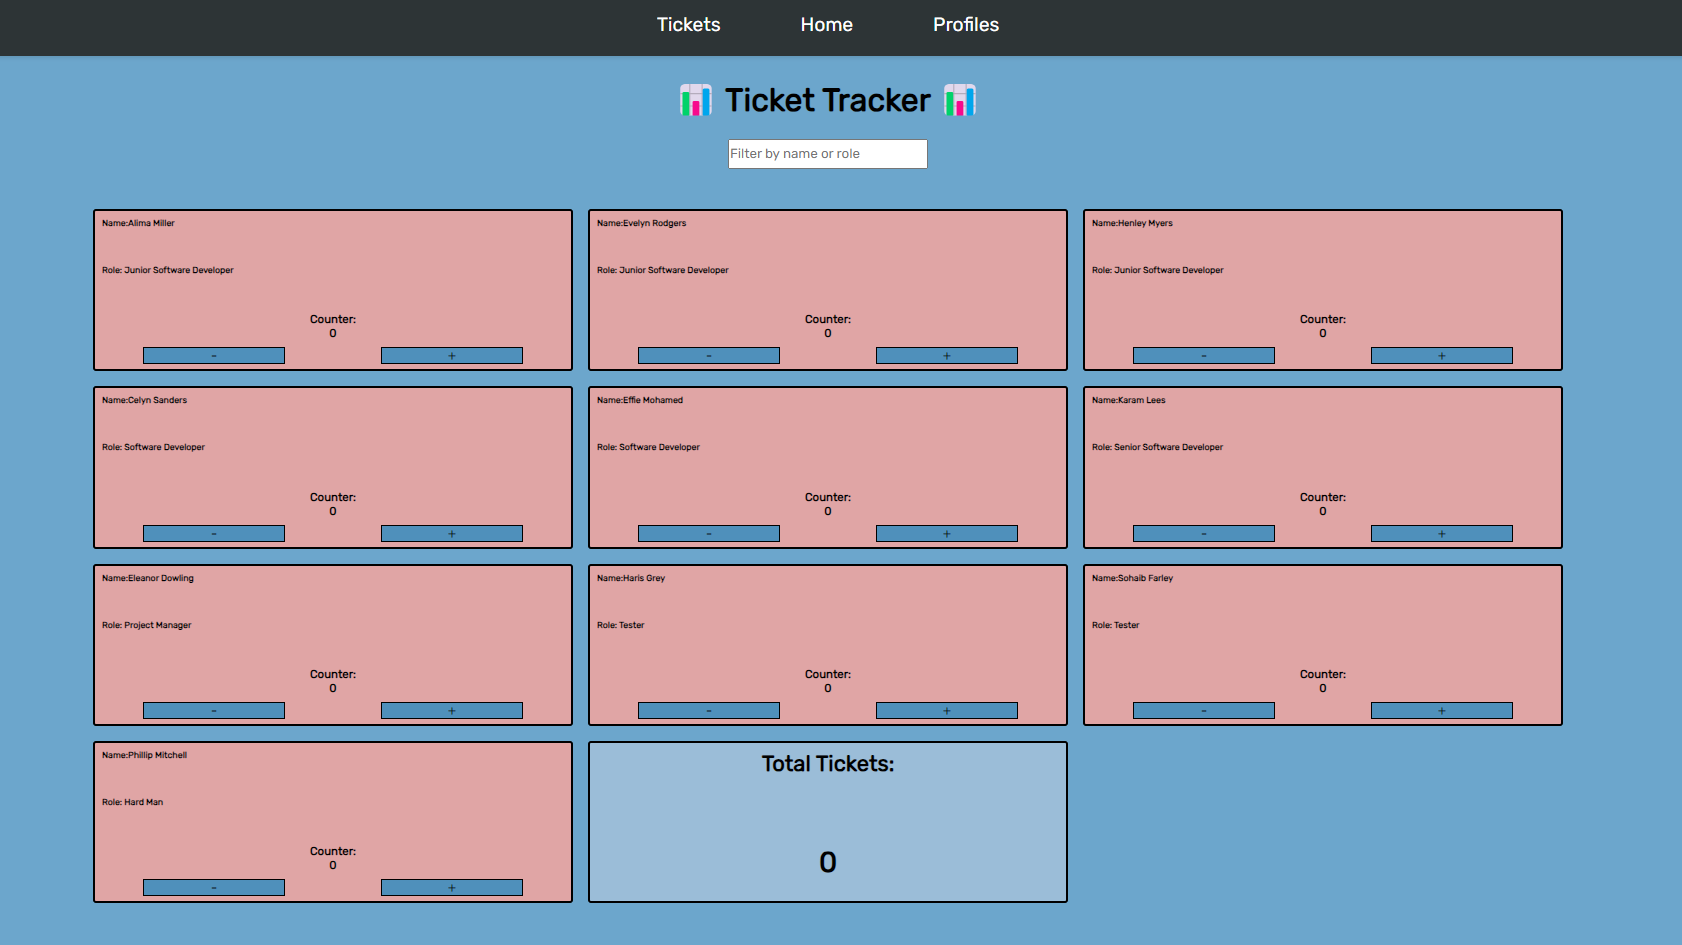 Tickets Home Profiles
Ticket Tracker
Filter by name or role
Name:Alima Miller
Role: Junior Software Developer
Counter:
0
- +
Name:Evelyn Rodgers
Role: Junior Software Developer
Counter:
0
- +
Name:Henley Myers
Role: Junior Software Developer
Counter:
0
- +
Name:Celyn Sanders
Role: Software Developer
Counter:
0
- +
Name:Effie Mohamed
Role: Software Developer
Counter:
0
- +
Name:Karam Lees
Role: Senior Software Developer
Counter:
0
- +
Name:Eleanor Dowling
Role: Project Manager
Counter:
0
- +
Name:Haris Grey
Role: Tester
Counter:
0
- +
Name:Sohaib Farley
Role: Tester
Counter:
0
- +
Name:Phillip Mitchell
Role: Hard Man
Counter:
0
- +
Total Tickets:
0